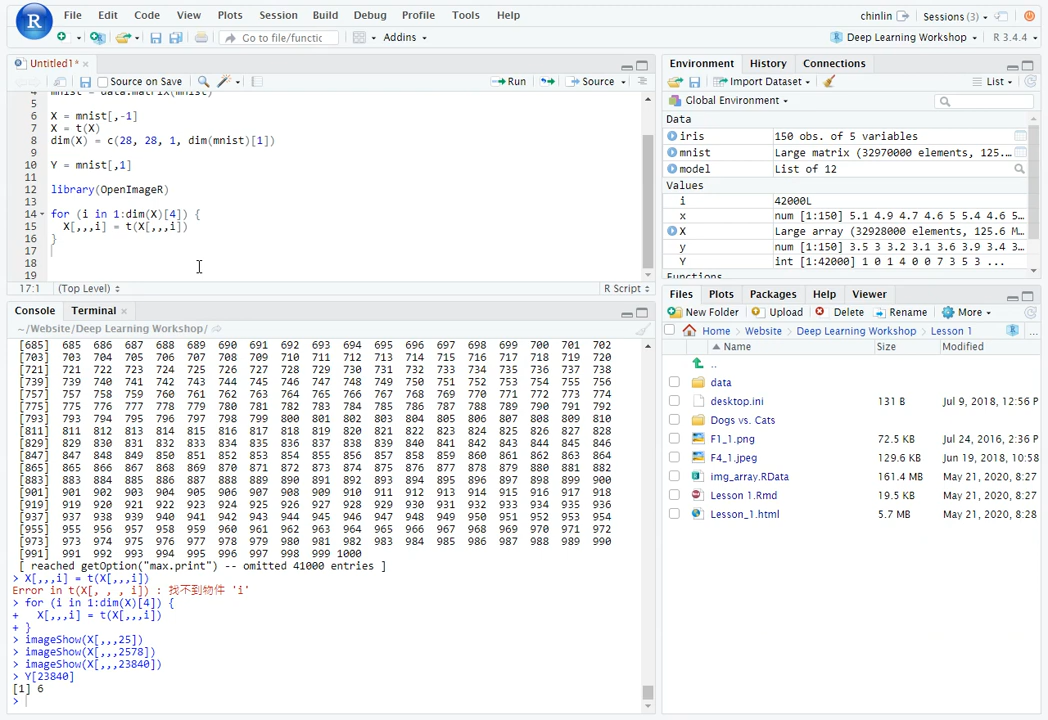 File Edit Code View Plots Session Build Debug Profile Tools Help
chinlin Sessions (3)
Go to file/functic Addins
Deep Learning Workshop R 3.4.4
Untitled1*
Source on Save Run Source
4 mnist = data.matrix(mnist)
5
6 X = mnist[,-1]
7 X = t(X)
8 dim(X) = c(28, 28, 1, dim(mnist)[1])
9
10 Y = mnist[,1]
11
12 library(OpenImageR)
13
14 for (i in 1:dim(X)[4]) {
15 X[,,,i] = t(X[,,,i])
16 }
17
18
19
17:1 (Top Level) R Script
Console Terminal
~/Website/Deep Learning Workshop/
[685] 685 686 687 688 689 690 691 692 693 694 695 696 697 698 699 700 701 702
[703] 703 704 705 706 707 708 709 710 711 712 713 714 715 716 717 718 719 720
[721] 721 722 723 724 725 726 727 728 729 730 731 732 733 734 735 736 737 738
[739] 739 740 741 742 743 744 745 746 747 748 749 750 751 752 753 754 755 756
[757] 757 758 759 760 761 762 763 764 765 766 767 768 769 770 771 772 773 774
[775] 775 776 777 778 779 780 781 782 783 784 785 786 787 788 789 790 791 792
[793] 793 794 795 796 797 798 799 800 801 802 803 804 805 806 807 808 809 810
[811] 811 812 813 814 815 816 817 818 819 820 821 822 823 824 825 826 827 828
[829] 829 830 831 832 833 834 835 836 837 838 839 840 841 842 843 844 845 846
[847] 847 848 849 850 851 852 853 854 855 856 857 858 859 860 861 862 863 864
[865] 865 866 867 868 869 870 871 872 873 874 875 876 877 878 879 880 881 882
[883] 883 884 885 886 887 888 889 890 891 892 893 894 895 896 897 898 899 900
[901] 901 902 903 904 905 906 907 908 909 910 911 912 913 914 915 916 917 918
[919] 919 920 921 922 923 924 925 926 927 928 929 930 931 932 933 934 935 936
[937] 937 938 939 940 941 942 943 944 945 946 947 948 949 950 951 952 953 954
[955] 955 956 957 958 959 960 961 962 963 964 965 966 967 968 969 970 971 972
[973] 973 974 975 976 977 978 979 980 981 982 983 984 985 986 987 988 989 990
[991] 991 992 993 994 995 996 997 998 999 1000
[ reached getOption("max.print") -- omitted 41000 entries ]
> X[,,,i] = t(X[,,,i])
Error in t(X[, , , i]) : 找不到物件 'i'
> for (i in 1:dim(X)[4]) {
+ X[,,,i] = t(X[,,,i])
+ }
> imageShow(X[,,,25])
> imageShow(X[,,,2578])
> imageShow(X[,,,23840])
> Y[23840]
[1] 6
>
Environment History Connections
Import Dataset List
Global Environment
Data
iris 150 obs. of 5 variables
mnist Large matrix (32970000 elements, 125...
model List of 12
Values
i 42000L
x num [1:150] 5.1 4.9 4.7 4.6 5 5.4 4.6 5…
X Large array (32928000 elements, 125.6 M…
y num [1:150] 3.5 3 3.2 3.1 3.6 3.9 3.4 3…
Y int [1:42000] 1 0 1 4 0 0 7 3 5 3 ...
Functions
Files Plots Packages Help Viewer
New Folder Upload Delete Rename More
Home Website Deep Learning Workshop Lesson 1 ...
Name Size Modified
..
data
desktop.ini 131 B Jul 9, 2018, 12:56 P
Dogs vs. Cats
F1_1.png 72.5 KB Jul 24, 2016, 2:36 P
F4_1.jpeg 129.6 KB Jun 19, 2018, 10:58
img_array.RData 161.4 MB May 21, 2020, 8:27
Lesson 1.Rmd 19.5 KB May 21, 2020, 8:27
Lesson_1.html 5.7 MB May 21, 2020, 8:28